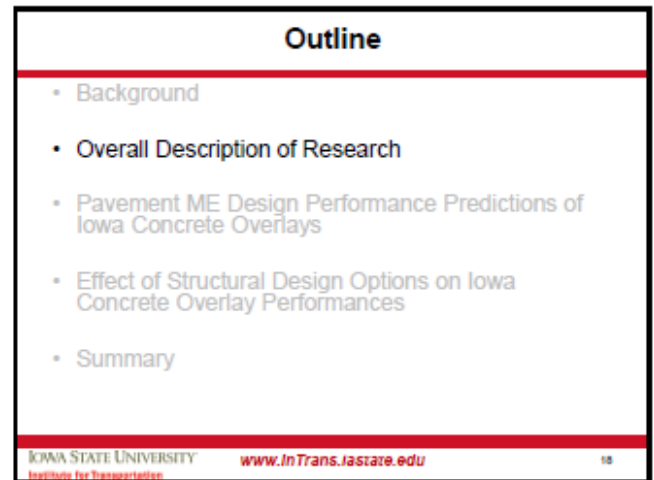 Outline
• Background
• Overall Description of Research
• Pavement ME Design Performance Predictions of
Iowa Concrete Overlays
• Effect of Structural Design Options on Iowa
Concrete Overlay Performances
• Summary
IOWA STATE UNIVERSITY
Institute for Transportation
www.InTrans.iastate.edu
18